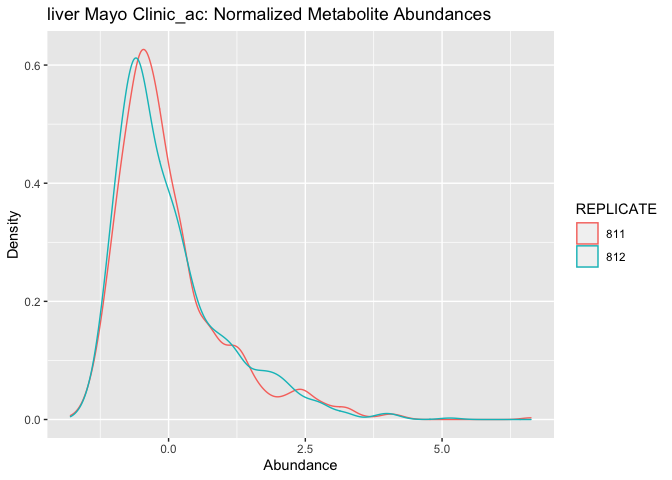 liver Mayo Clinic_ac: Normalized Metabolite Abundances
0.6
0.4
0.2
0.0
Density
0.0
2.5
5.0
Abundance
REPLICATE
811
812